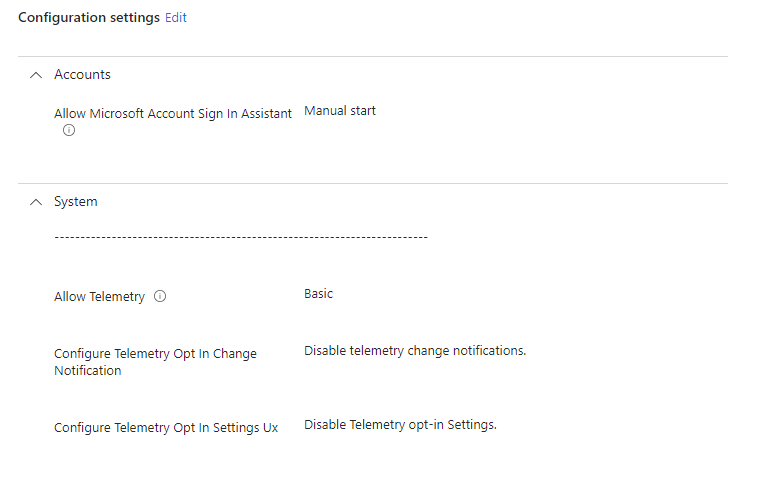 Configuration settings Edit
Accounts
Allow Microsoft Account Sign In Assistant Manual start
System
------------------------------------------------------------------------
Allow Telemetry Basic
Configure Telemetry Opt In Change Disable telemetry change notifications.
Notification
Configure Telemetry Opt In Settings Ux Disable Telemetry opt-in Settings.